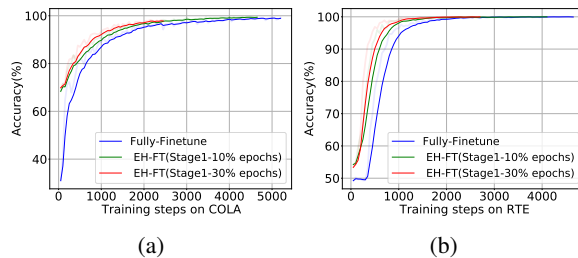 100
80
60
40
Accuracy(%)
Fully-Finetune
EH-FT(Stage1-10% epochs)
EH-FT(Stage1-30% epochs)
0 1000 2000 3000 4000 5000
Training steps on COLA
(a)
100
90
80
70
60
50
Accuracy(%)
Fully-Finetune
EH-FT(Stage1-10% epochs)
EH-FT(Stage1-30% epochs)
0 1000 2000 3000 4000
Training steps on RTE
(b)